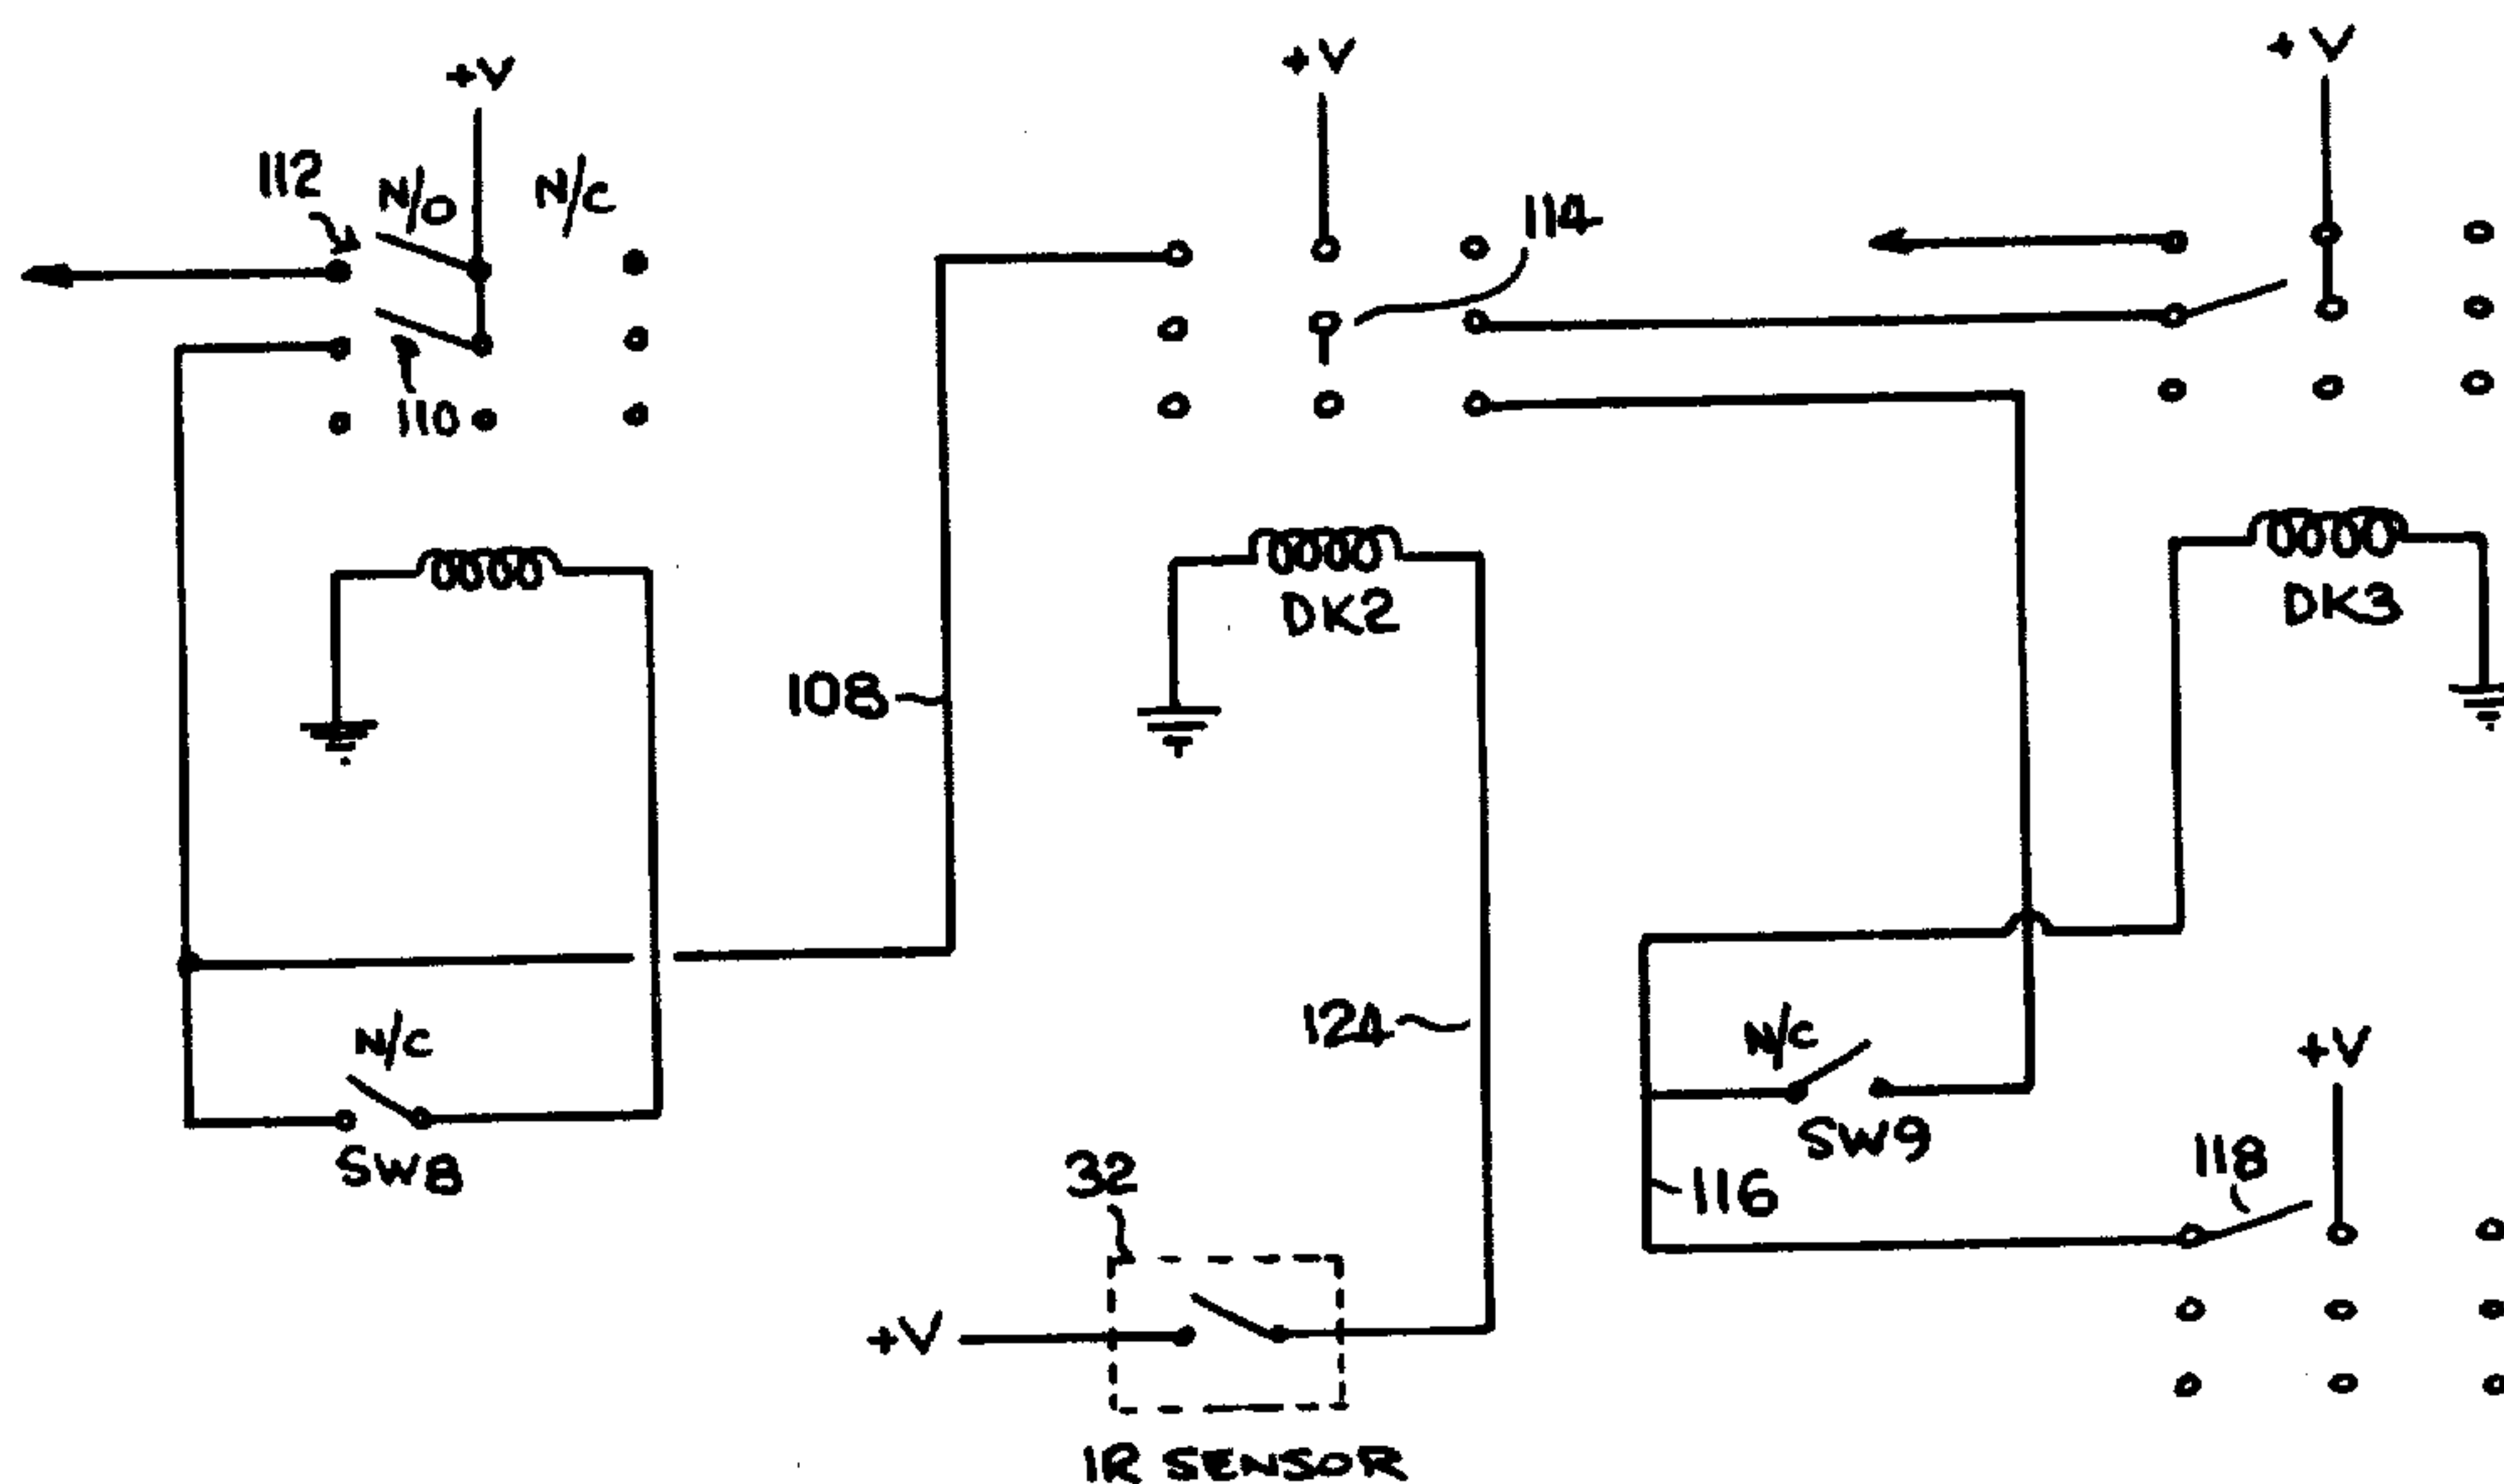 +V
+V
+V
112
N/O
N/C
114
110
DK2
DK3
108
124
N/C
N/C
+V
SW8
SW9
32
116
118
+V
IR SENSOR